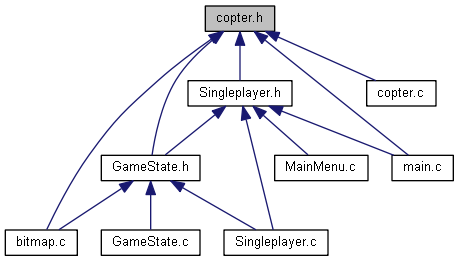 copter.h
Singleplayer.h
copter.c
GameState.h
MainMenu.c
main.c
bitmap.c
GameState.c
Singleplayer.c